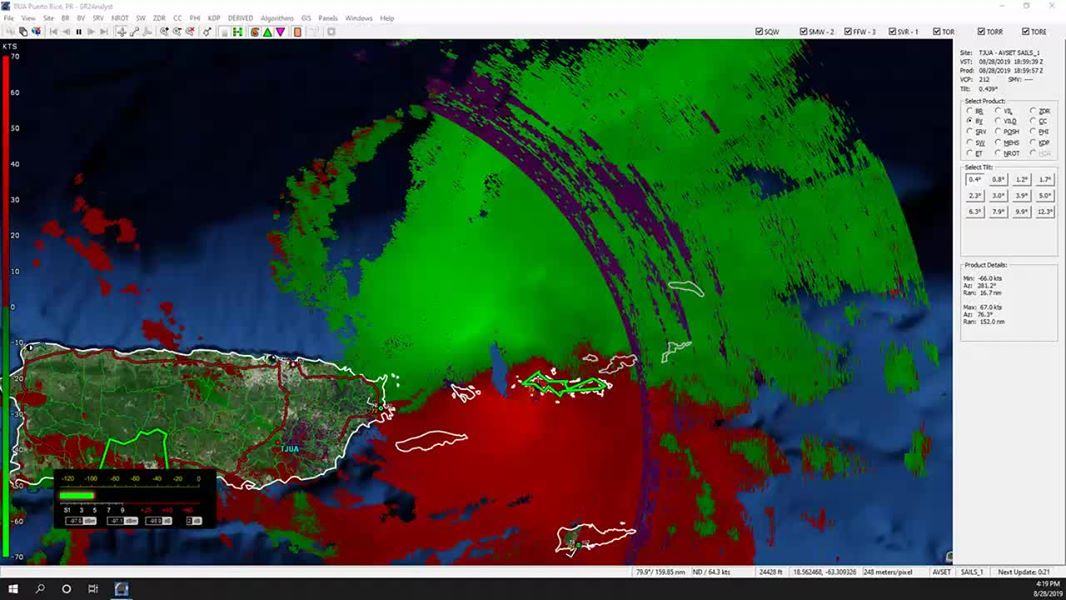 TJUA Puerto Rico, PR - GR2Analyst
File View Site BR BV SRV NROT SW ZDR CC PHI KDP DERIVED Algorithms GIS Panels Windows Help
SQW SMW - 2 FFW - 3 SVR - 1 TOR TORR TORE
KTS
70
60
50
40
30
20
10
0
-10
-20
-30
-40
-50
-60
-70
TJUA
-120 -100 -80 -60 -40 -20 0
S1 3 5 7 9 +20 +40 +60
Site: TJUA - AVSET SAILS_1
VST: 08/28/2019 18:59:39 Z
Prod: 08/28/2019 18:59:57 Z
VCP: 212 SMV: ----
Tilt: 0.439°
Select Product:
BR VIL ZDR
BV VILD CC
SRV POSH PHI
SW MEHS KDP
ET NROT
Select Tilt:
0.4° 0.8° 1.2° 1.7°
2.3° 3.0° 3.9° 5.0°
6.3° 7.9° 9.9° 12.3°
Product Details:
Min: -66.0 kts
Az: 281.2°
Ran: 16.7 nm
Max: 67.0 kts
Az: 76.3°
Ran: 152.0 nm
79.9° / 159.85 nm ND / 64.3 kts 24428 ft 18.562468, -63.309326 248 meters/pixel AVSET SAILS_1 Next Update: 0:21
4:19 PM
8/28/2019